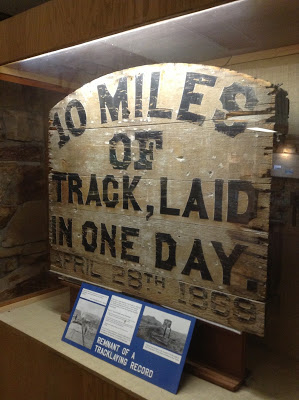 10 MILES
OF
TRACK, LAID
IN ONE DAY.
APRIL 28TH 1869
REMNANT OF A
TRACKLAYING RECORD